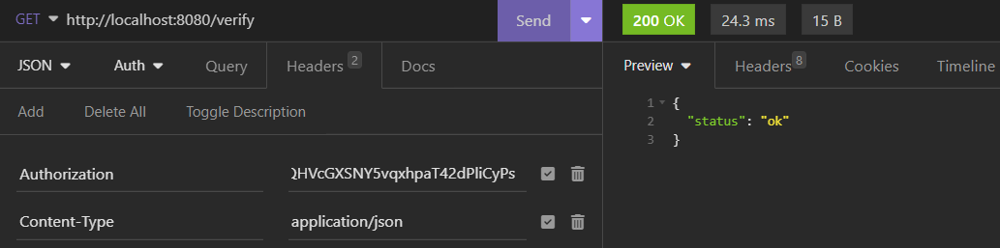 GET http://localhost:8080/verify Send 200 OK 24.3 ms 15 B
JSON Auth Query Headers 2 Docs Preview Headers 8 Cookies Timeline
Add Delete All Toggle Description
1 {
2 "status": "ok"
3 }
Authorization QHVcGXSNY5vqxhpaT42dPliCyPs
Content-Type application/json